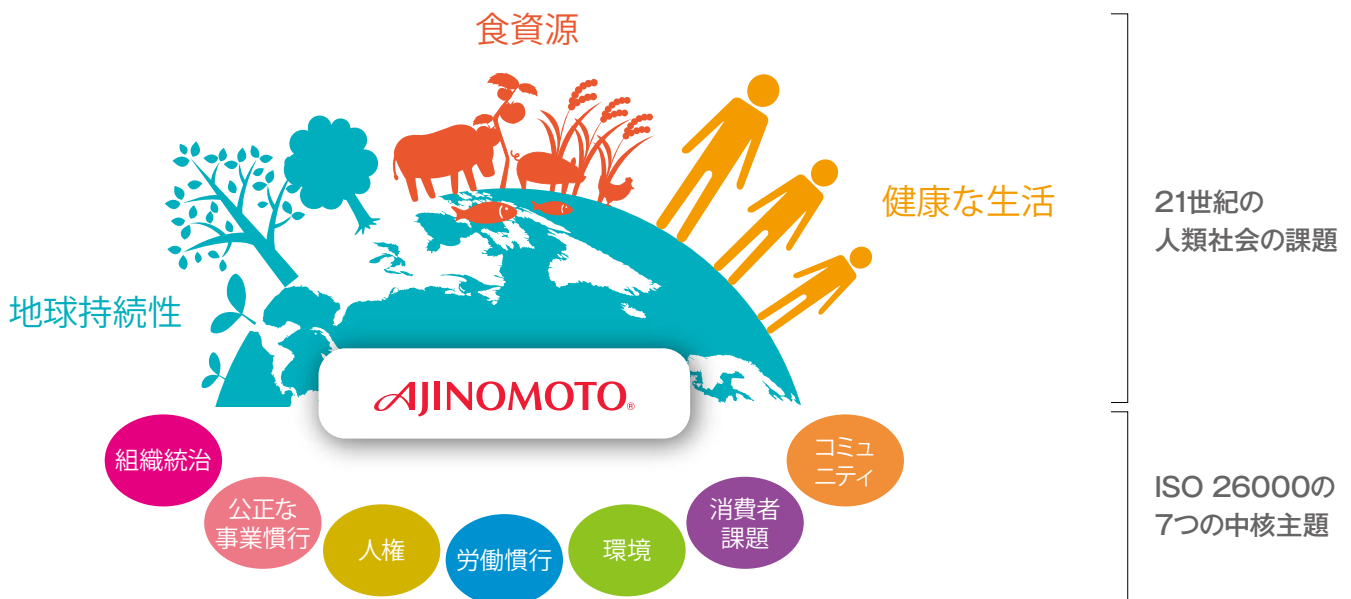 食資源
健康な生活
地球持続性
21世紀の
人類社会の課題
AJINOMOTO®
組織統治
公正な
事業慣行
人権
労働慣行
環境
消費者
課題
コミュ
ニティ
ISO 26000の
7つの中核主題